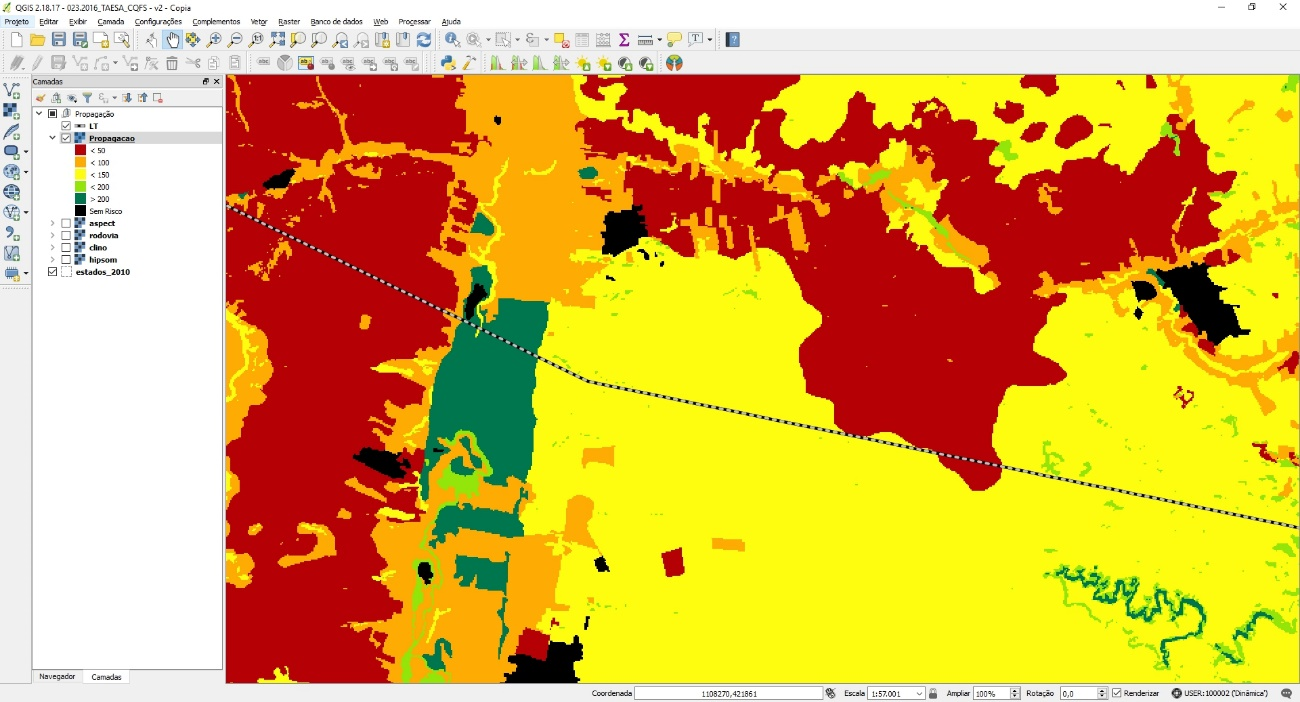 QGIS 2.18.17 - 023.2016_TAESA_CQFS - v2 - Copia
Projeto Editar Exibir Camada Configurações Complementos Vetor Raster Banco de dados Web Processar Ajuda
Camadas
Propagação
LT
Propagacao
< 50
< 100
< 150
< 200
> 200
Sem Risco
aspect
rodovia
clino
hipsom
estados_2010
Navegador Camadas
Coordenada 1108270,421861 Escala 1:57.001 Ampliar 100% Rotação 0,0 Renderizar USER:100002 ('Dinâmica')